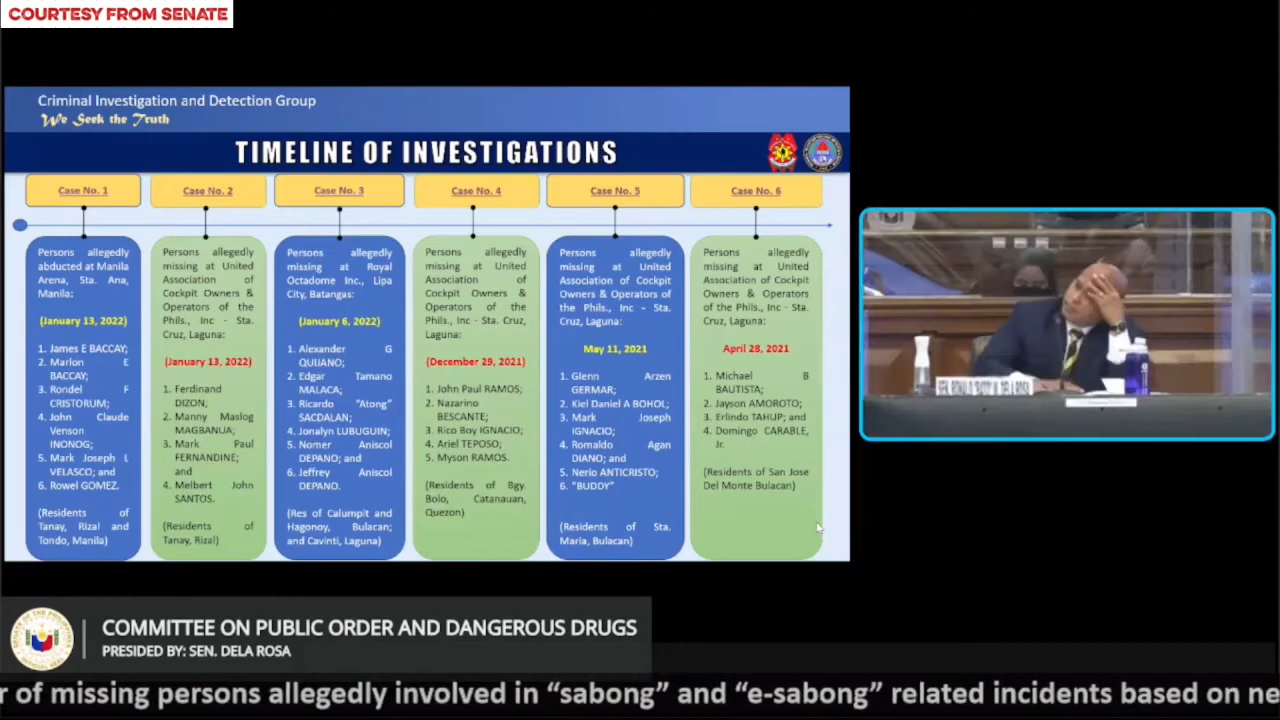 COURTESY FROM SENATE
Criminal Investigation and Detection Group
We Seek the Truth
TIMELINE OF INVESTIGATIONS
Case No. 1
Persons allegedly
abducted at Manila
Arena, Sta. Ana,
Manila:
(January 13, 2022)
1. James E BACCAY;
2. Marlon E
BACCAY;
3. Rondel F
CRISTORUM;
4. John Claude
Venson
INONOG;
5. Mark Joseph L
VELASCO; and
6. Rowel GOMEZ.
(Residents of
Tanay, Rizal and
Tondo, Manila)
Case No. 2
Persons allegedly
missing at United
Association of
Cockpit Owners &
Operators of the
Phils., Inc - Sta.
Cruz, Laguna:
(January 13, 2022)
1. Ferdinand
DIZON;
2. Manny Maslog
MAGBANUA;
3. Mark Paul
FERNANDINE;
and
4. Melbert John
SANTOS.
(Residents of
Tanay, Rizal)
Case No. 3
Persons allegedly
missing at Royal
Octadome Inc., Lipa
City, Batangas:
(January 6, 2022)
1. Alexander G
QUIJANO;
2. Edgar Tamano
MALACA;
3. Ricardo "Atong"
SACDALAN;
4. Jonalyn LUBUGUIN;
5. Nomer Aniscol
DEPANO; and
6. Jeffrey Aniscol
DEPANO.
(Res of Calumpit and
Hagonoy, Bulacan;
and Cavinti, Laguna)
Case No. 4
Persons allegedly
missing at United
Association of
Cockpit Owners &
Operators of the
Phils., Inc - Sta. Cruz,
Laguna:
(December 29, 2021)
1. John Paul RAMOS;
2. Nazarino
BESCANTE;
3. Rico Boy IGNACIO;
4. Ariel TEPOSO;
5. Myson RAMOS.
(Residents of Bgy.
Bolo, Catanauan,
Quezon)
Case No. 5
Persons allegedly
missing at United
Association of Cockpit
Owners & Operators of
the Phils., Inc - Sta.
Cruz, Laguna:
May 11, 2021
1. Glenn Arzen
GERMAR;
2. Kiel Daniel A BOHOL;
3. Mark Joseph
IGNACIO;
4. Romaldo Agan
DIANO; and
5. Nerio ANTICRISTO;
6. "BUDDY"
(Residents of Sta.
Maria, Bulacan)
Case No. 6
Persons allegedly
missing at United
Association of Cockpit
Owners & Operators of
the Phils., Inc - Sta.
Cruz, Laguna:
April 28, 2021
1. Michael B
BAUTISTA;
2. Jayson AMOROTO;
3. Erlindo TAHUP; and
4. Domingo CARABLE,
Jr.
(Residents of San Jose
Del Monte Bulacan)
SEN. RONALD "BATO" M. DELA ROSA
COMMITTEE ON PUBLIC ORDER AND DANGEROUS DRUGS
PRESIDED BY: SEN. DELA ROSA
r of missing persons allegedly involved in “sabong” and “e-sabong” related incidents based on ne